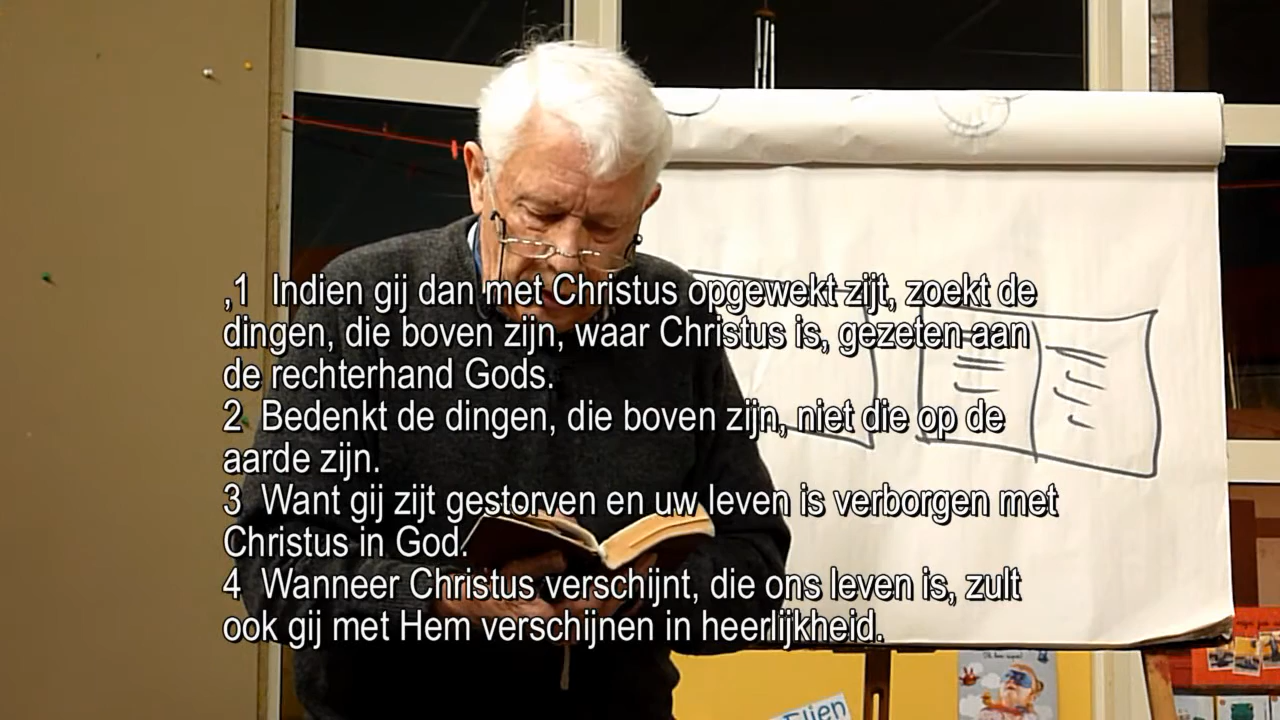 ,1 Indien gij dan met Christus opgewekt zijt, zoekt de
dingen, die boven zijn, waar Christus is, gezeten aan
de rechterhand Gods.
2 Bedenkt de dingen, die boven zijn, niet die op de
aarde zijn.
3 Want gij zijt gestorven en uw leven is verborgen met
Christus in God.
4 Wanneer Christus verschijnt, die ons leven is, zult
ook gij met Hem verschijnen in heerlijkheid.
Elien